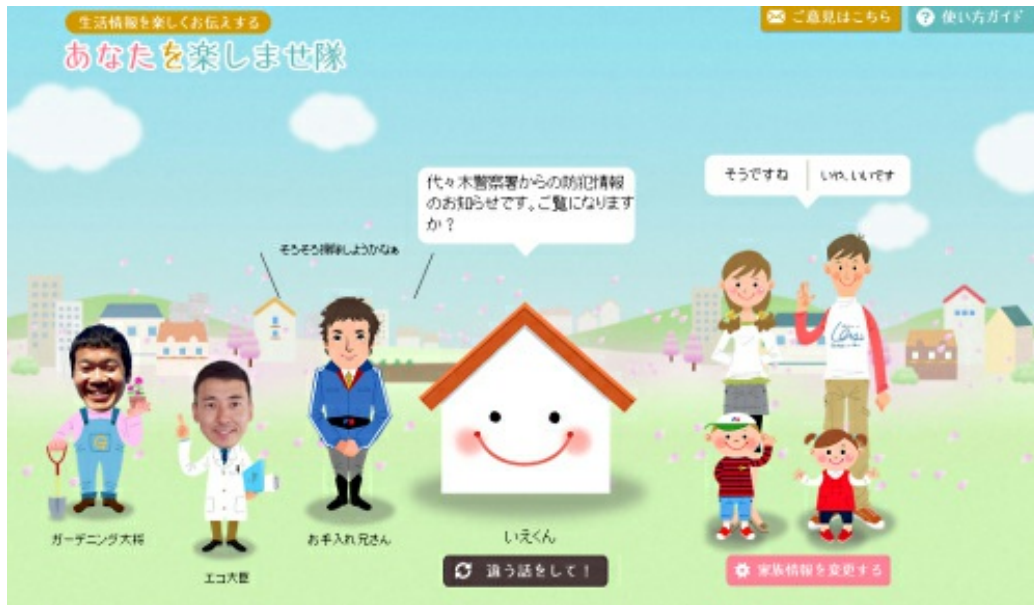 生活情報を楽しくお伝えする
あなたを楽しませ隊
ご意見はこちら
使い方ガイド
代々木警察署からの防犯情報
のお知らせです。ご覧になります
か？
そうですね
いや、いいです
そろそろ掃除しようかなぁ
ガーデニング大将
エコ大臣
お手入れ兄さん
いえくん
違う話をして！
家族情報を変更する